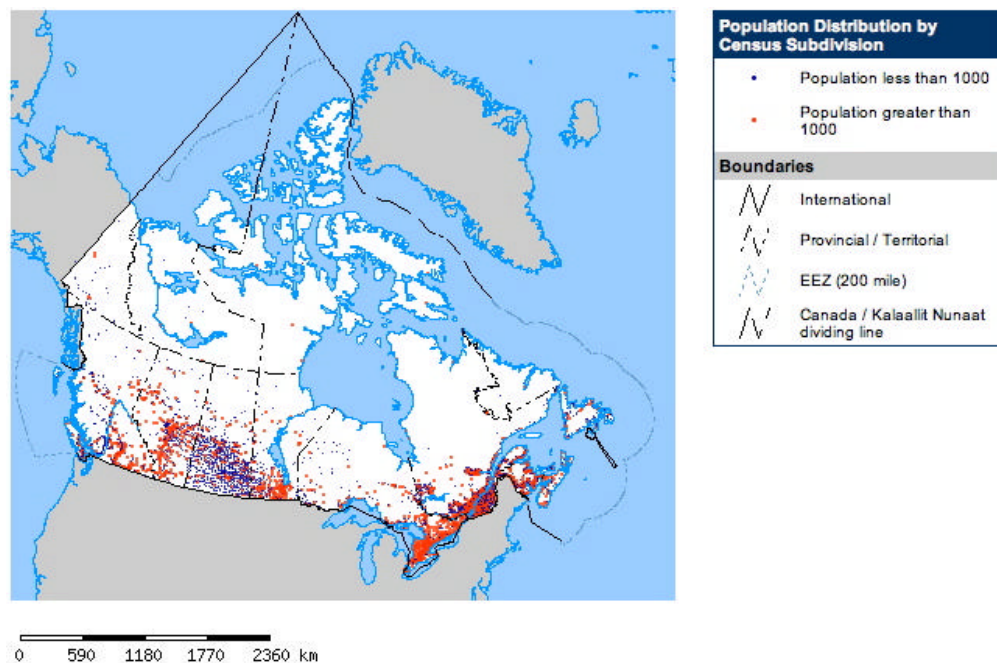 Population Distribution by
Census Subdivision
Population less than 1000
Population greater than
1000
Boundaries
International
Provincial / Territorial
EEZ (200 mile)
Canada / Kalaallit Nunaat
dividing line
0 590 1180 1770 2360 km